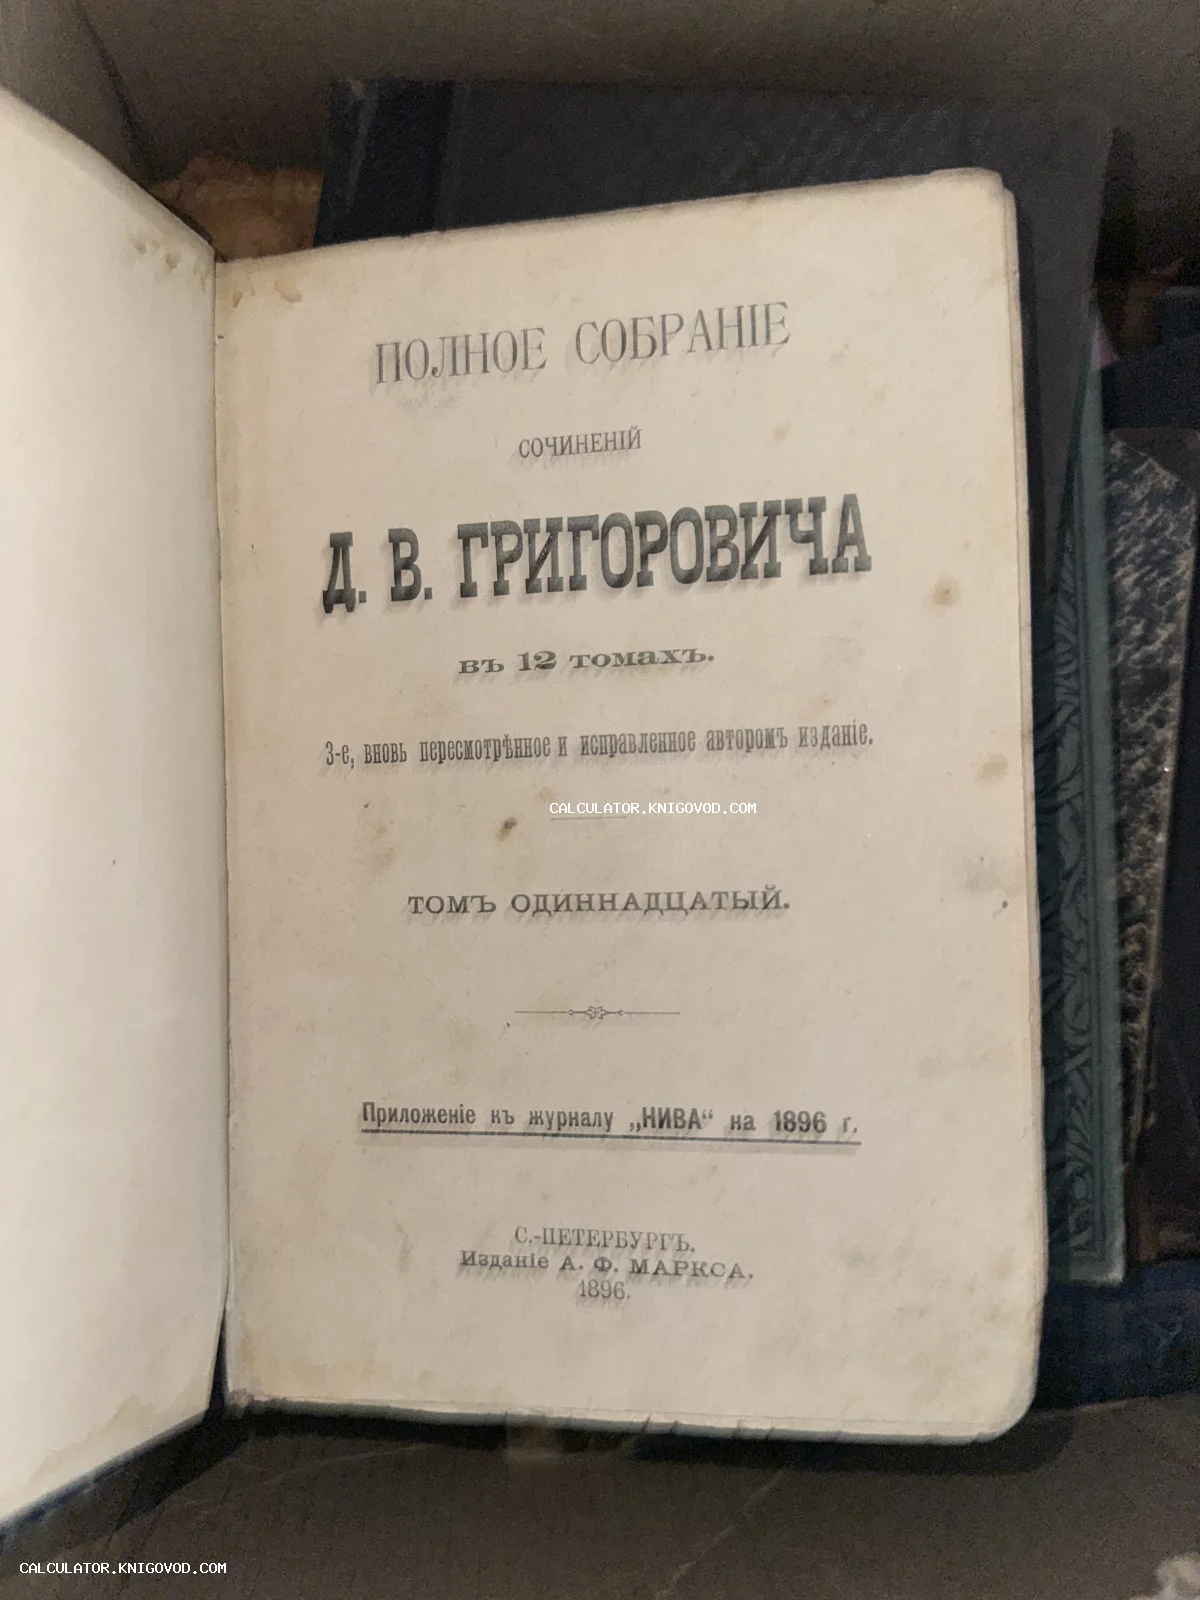 ПОЛНОЕ СОБРАНІЕ
СОЧИНЕНІЙ
Д. В. ГРИГОРОВИЧА
въ 12 томахъ.
3-е, вновь пересмотрѣнное и исправленное авторомъ изданіе.
CALCULATOR.KNIGOVOD.COM
ТОМЪ ОДИННАДЦАТЫЙ.
Приложеніе къ журналу „НИВА“ на 1896 г.
С.-ПЕТЕРБУРГЪ.
Изданіе А. Ф. МАРКСА.
1896.
CALCULATOR.KNIGOVOD.COM